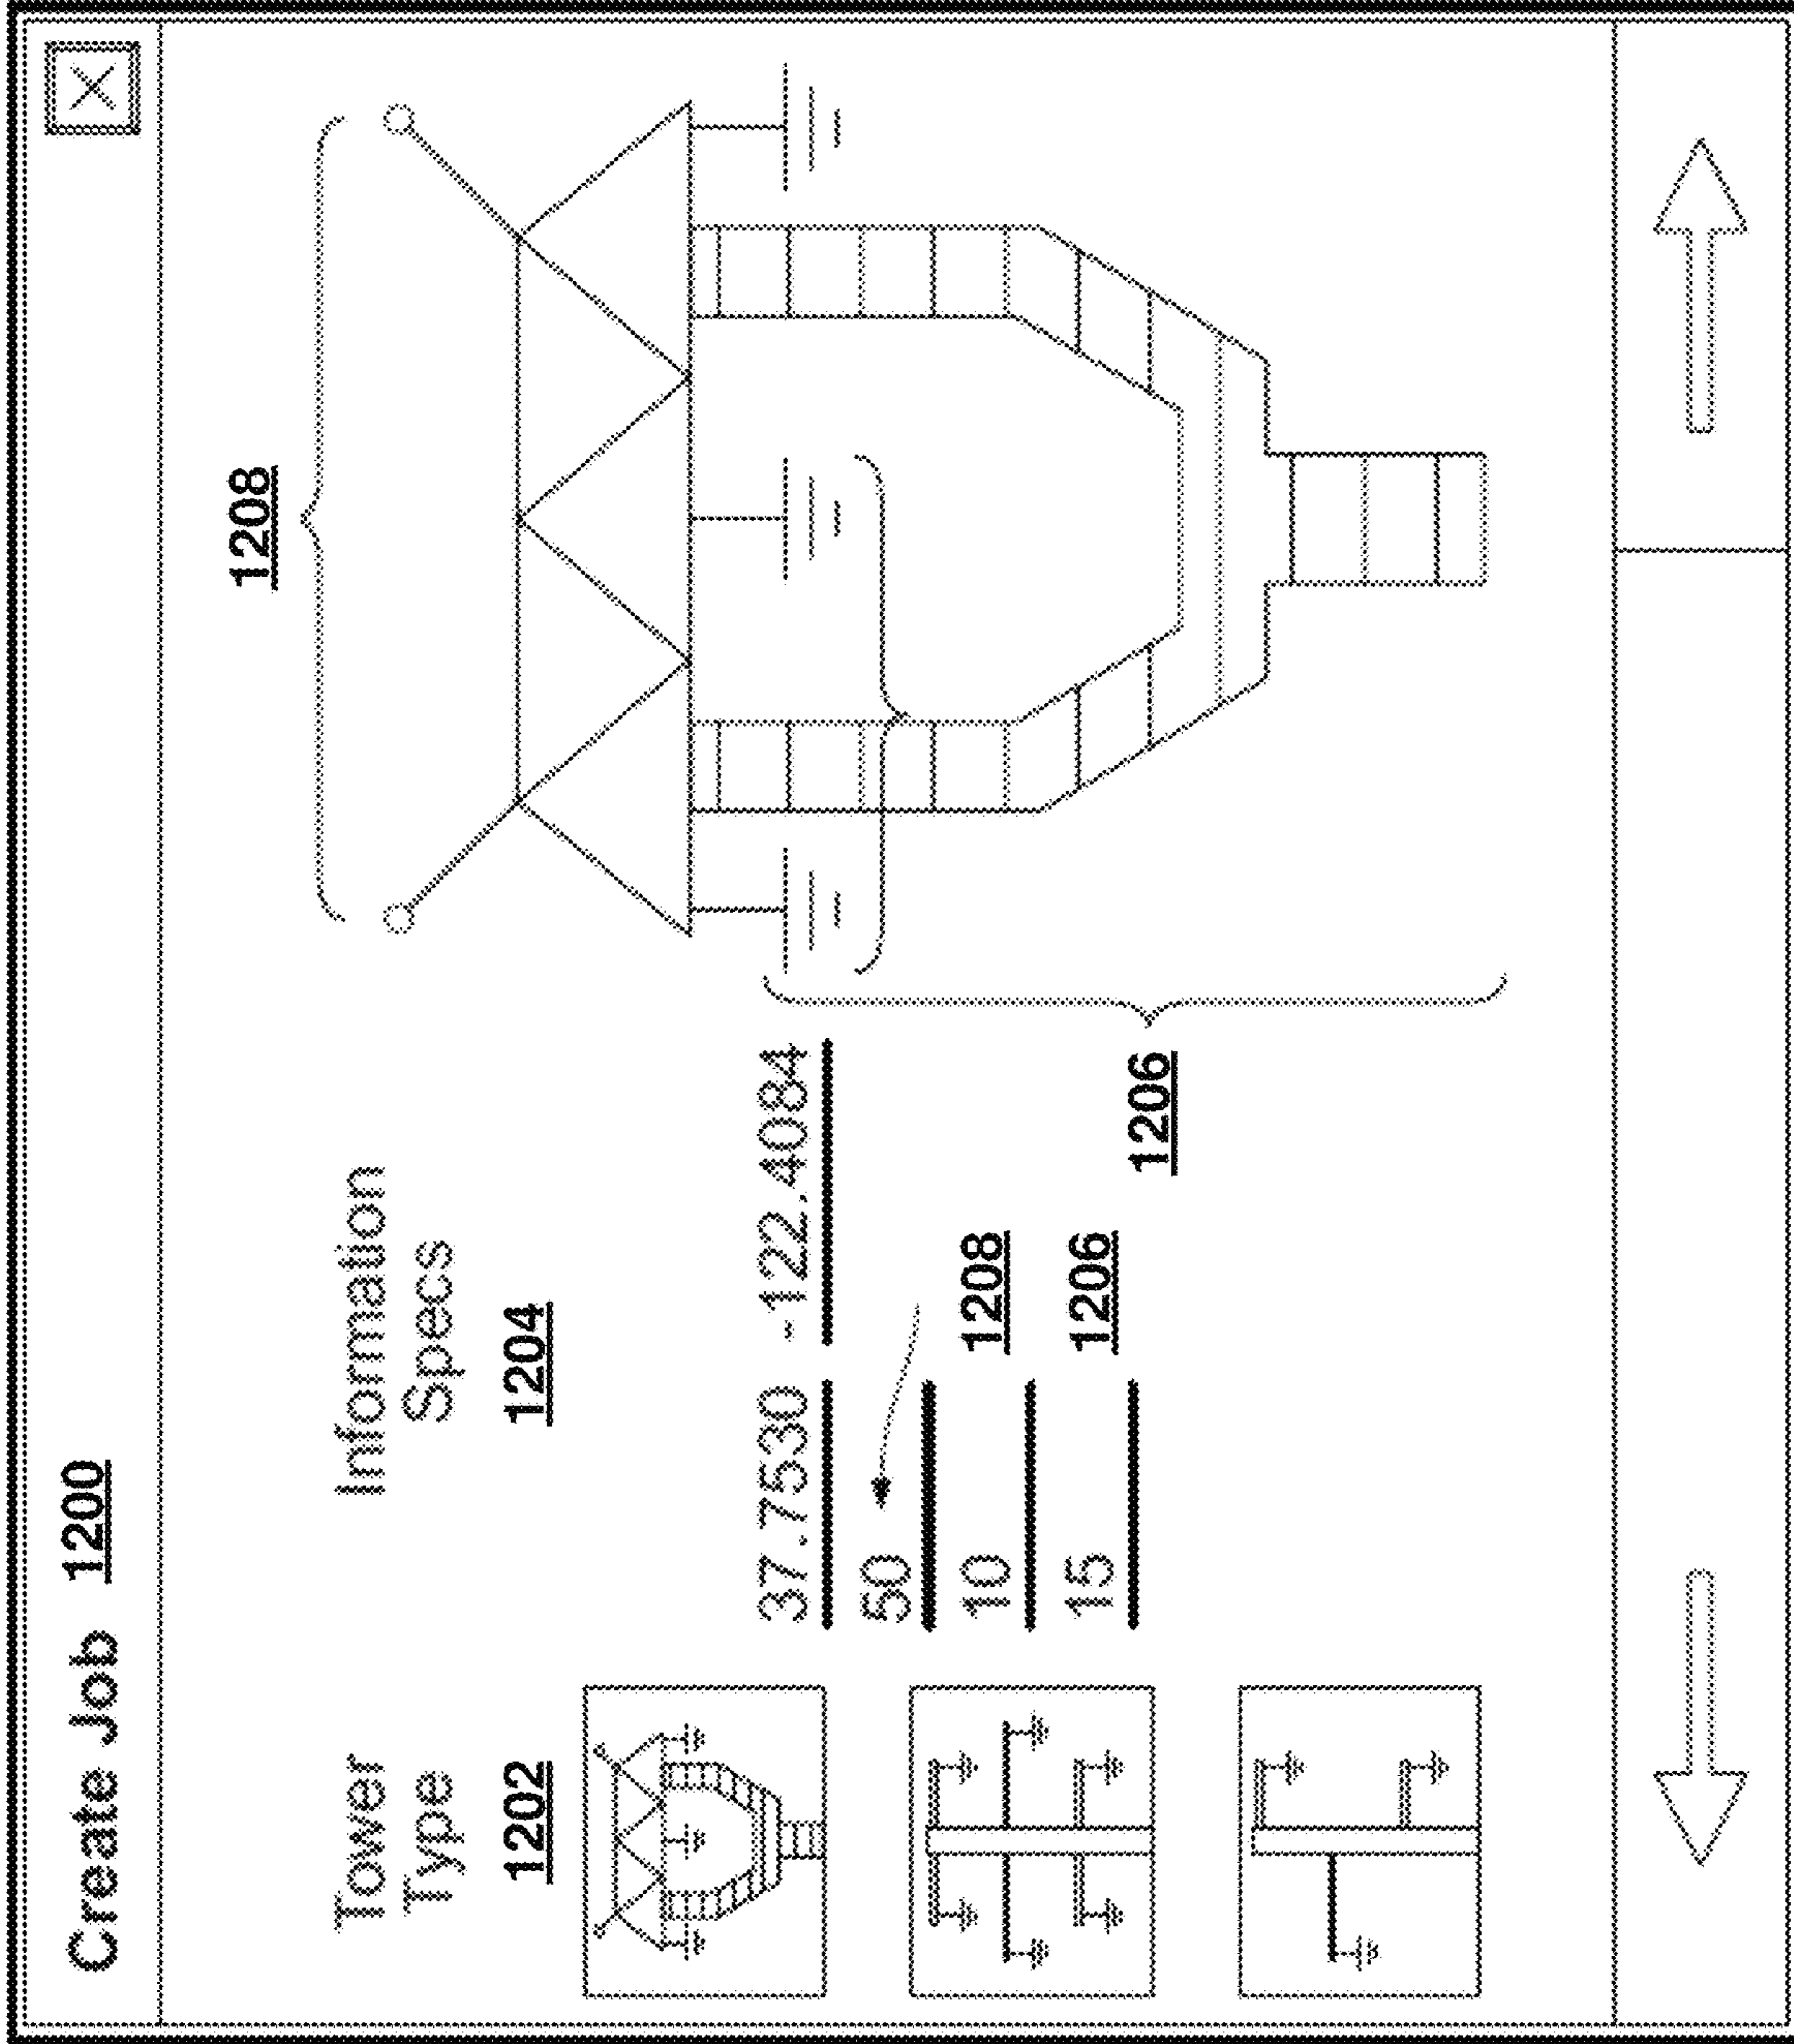 Create Job 1200
Tower
Type
1202
Information
Specs
1204
37.7530 -122.4084
50
10 1208
15 1206
1208
1206